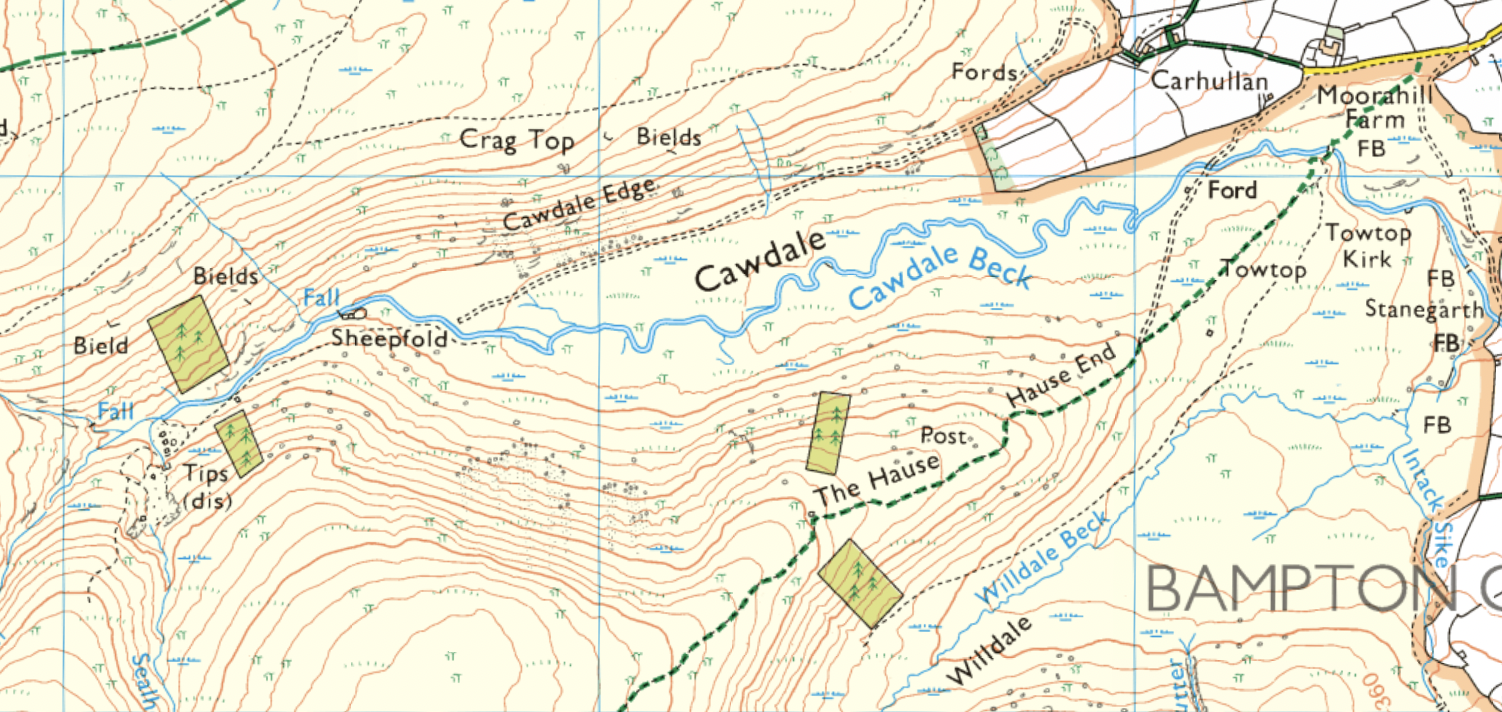 Fords
Carhullan
Moorahill
Farm
FB
Crag Top
Bields
Cawdale Edge
Ford
Cawdale
Cawdale Beck
Towtop
Kirk
Towtop
FB
Stanegarth
FB
Bields
Fall
Sheepfold
Bield
Hause End
Fall
Post
FB
The Hause
Tips
(dis)
Intack Sike
Willdale Beck
BAMPTON
Willdale
360